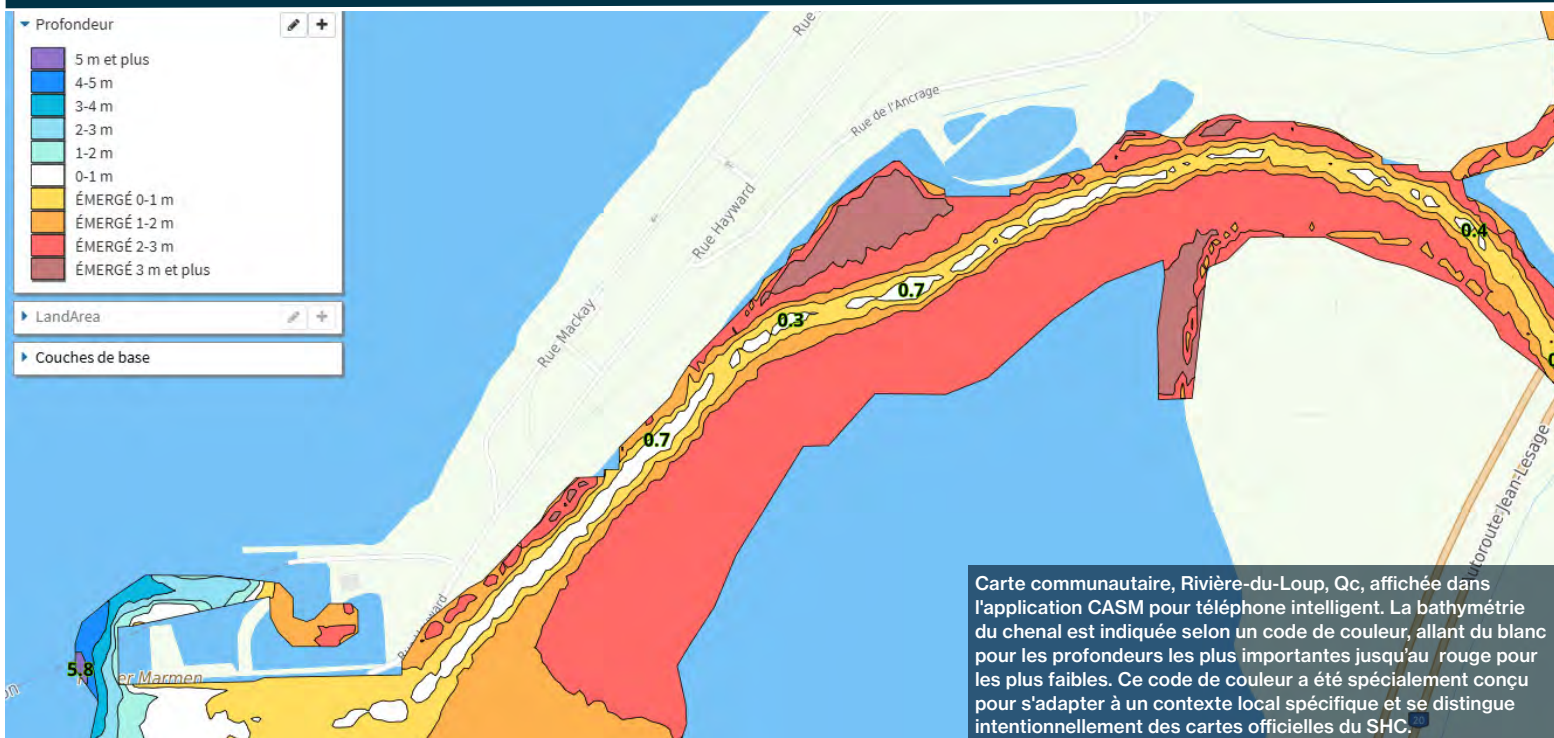 Profondeur
5 m et plus
4-5 m
3-4 m
2-3 m
1-2 m
0-1 m
ÉMERGÉ 0-1 m
ÉMERGÉ 1-2 m
ÉMERGÉ 2-3 m
ÉMERGÉ 3 m et plus
LandArea
Couches de base
Rue
Rue
Rue de l'Ancrage
Rue Hayward
Rue Mackay
0.4
0.7
0.3
0.7
5.8
Marmen
Autoroute-Jean-Lesage
20
Carte communautaire, Rivière-du-Loup, Qc, affichée dans
l'application CASM pour téléphone intelligent. La bathymétrie
du chenal est indiquée selon un code de couleur, allant du blanc
pour les profondeurs les plus importantes jusqu'au rouge pour
les plus faibles. Ce code de couleur a été spécialement conçu
pour s'adapter à un contexte local spécifique et se distingue
intentionnellement des cartes officielles du SHC.